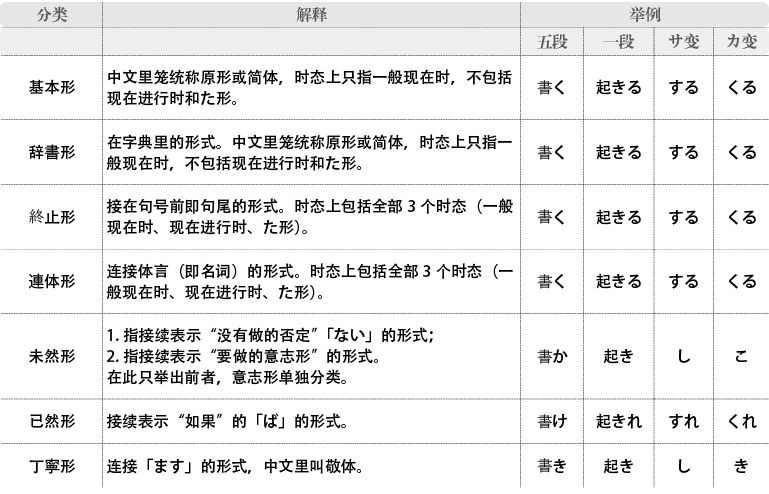 分类 解释 举例
五段 一段 サ变 カ变
基本形 中文里笼统称原形或简体，时态上只指一般现在时，不包括
现在进行时和た形。 書く 起きる する くる
辞書形 在字典里的形式。中文里笼统称原形或简体，时态上只指一
般现在时，不包括现在进行时和た形。 書く 起きる する くる
終止形 接在句号前即句尾的形式。时态上包括全部 3 个时态（一般
现在时、现在进行时、た形）。 書く 起きる する くる
連体形 连接体言（即名词）的形式。时态上包括全部 3 个时态（一
般现在时、现在进行时、た形）。 書く 起きる する くる
未然形 1. 指接续表示“没有做的否定”「ない」的形式；
2. 指接续表示“要做的意志形”的形式。
在此只举出前者，意志形单独分类。 書か 起き し こ
已然形 接续表示“如果”的「ば」的形式。 書け 起きれ すれ くれ
丁寧形 连接「ます」的形式，中文里叫敬体。 書き 起き し き